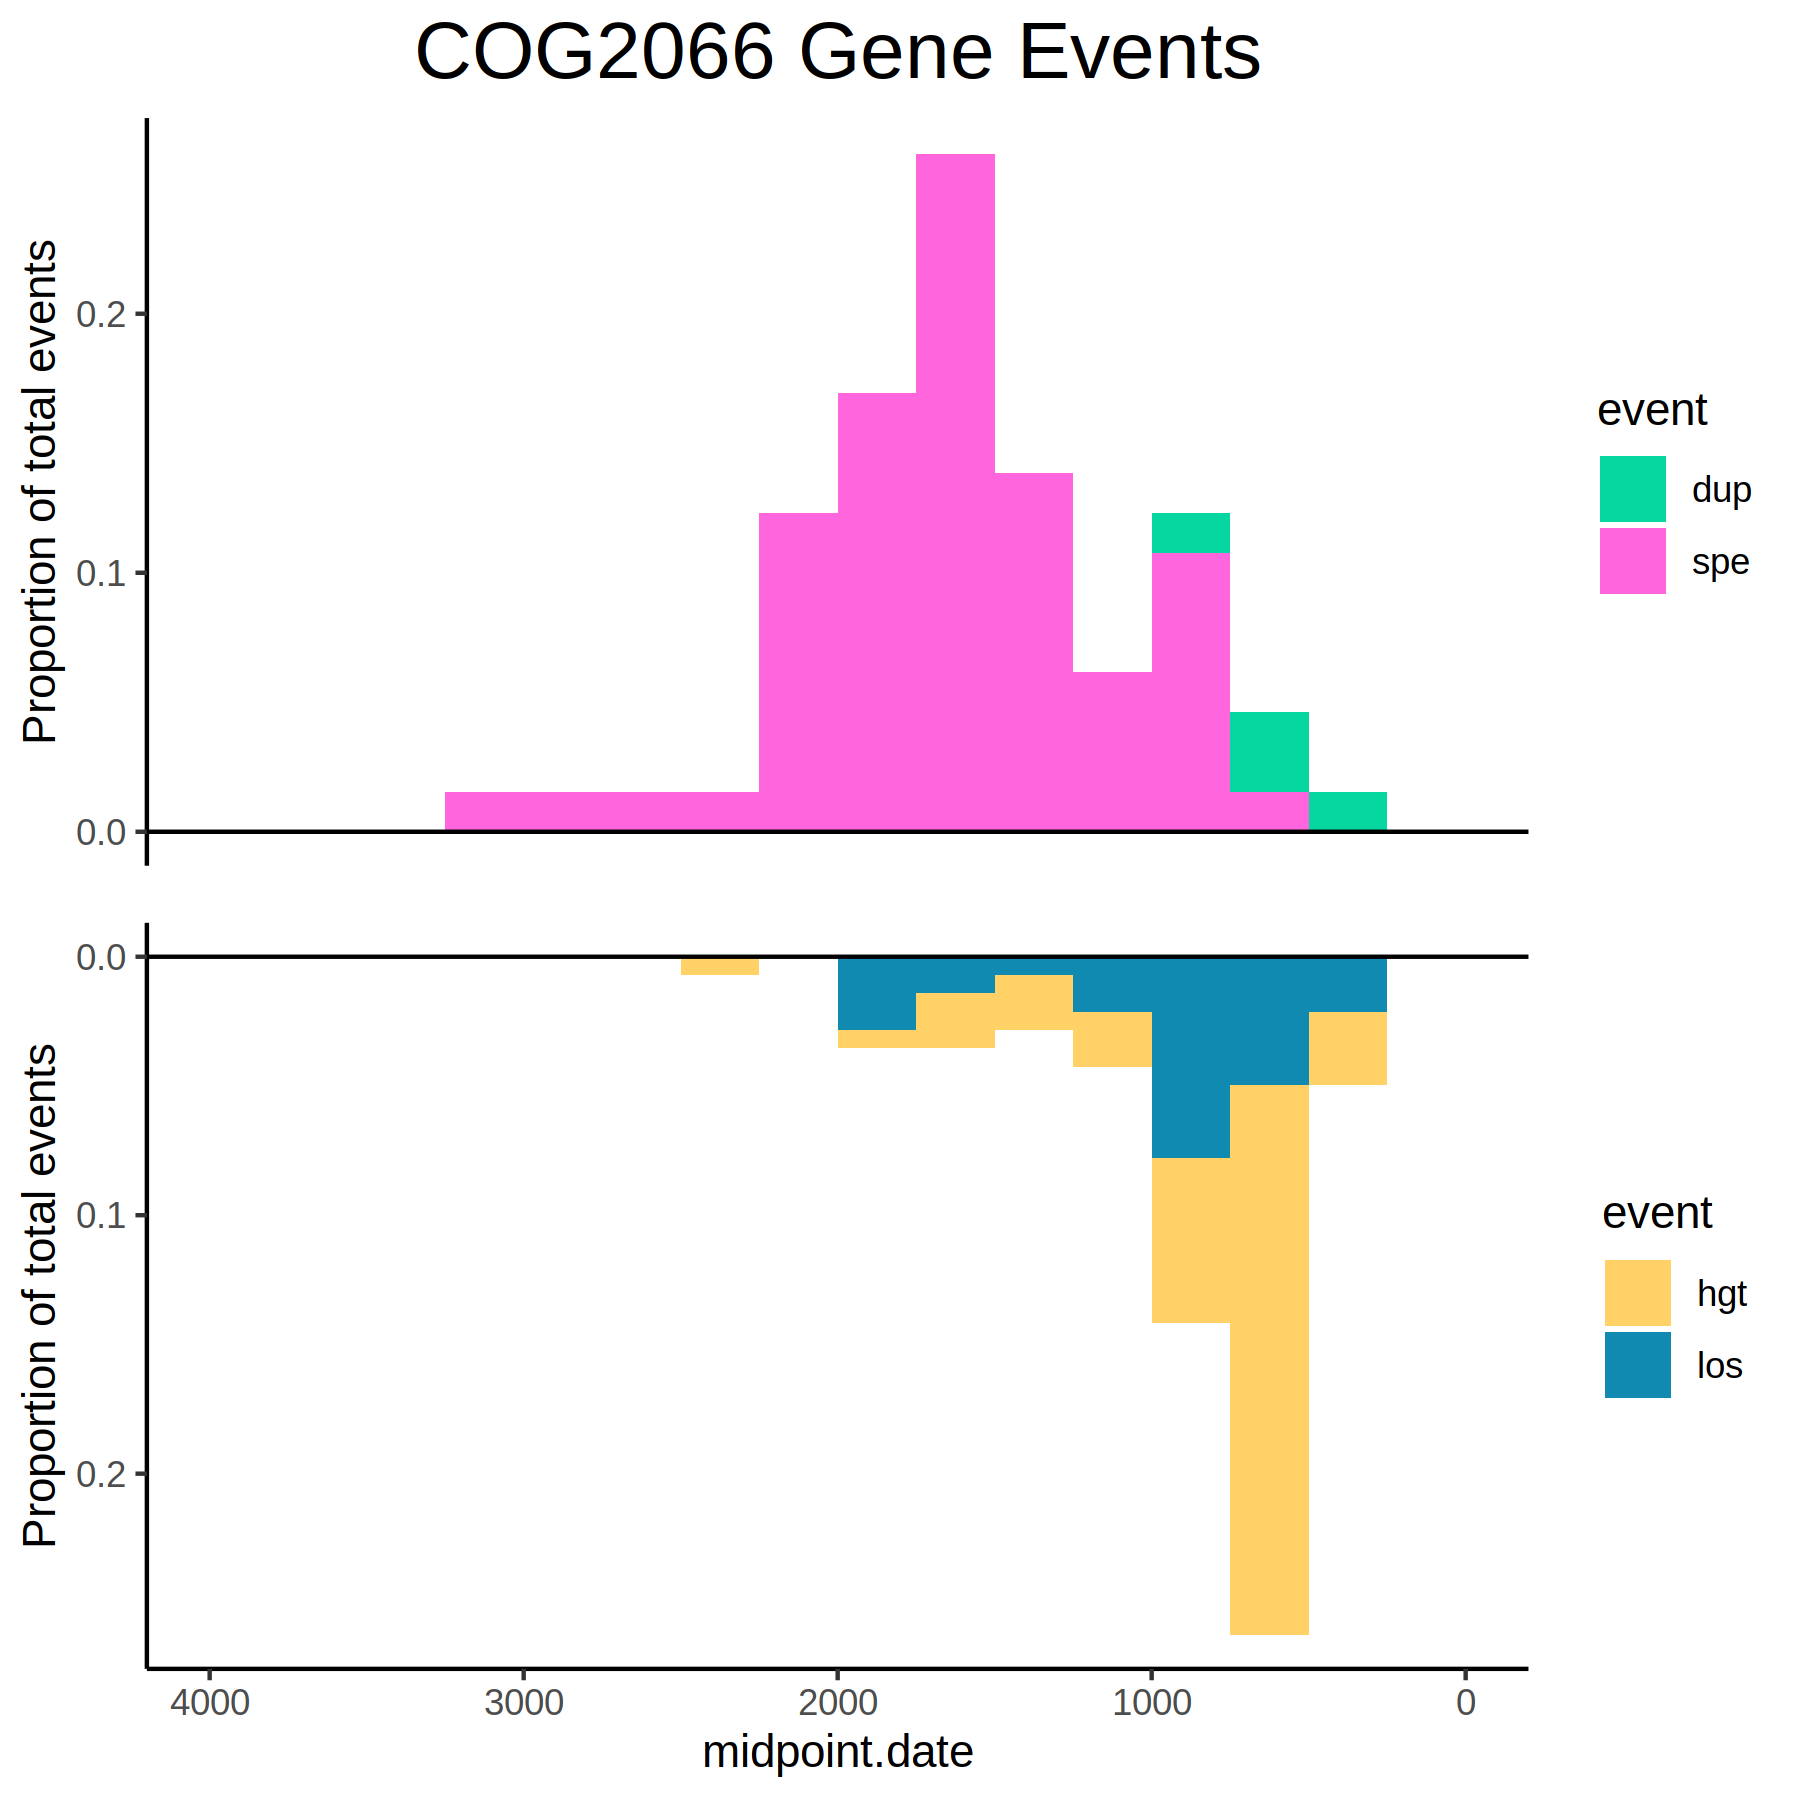 COG2066 Gene Events
Proportion of total events
0.2
0.1
0.0
event
dup
spe
Proportion of total events
0.0
0.1
0.2
event
hgt
los
4000 3000 2000 1000 0
midpoint.date